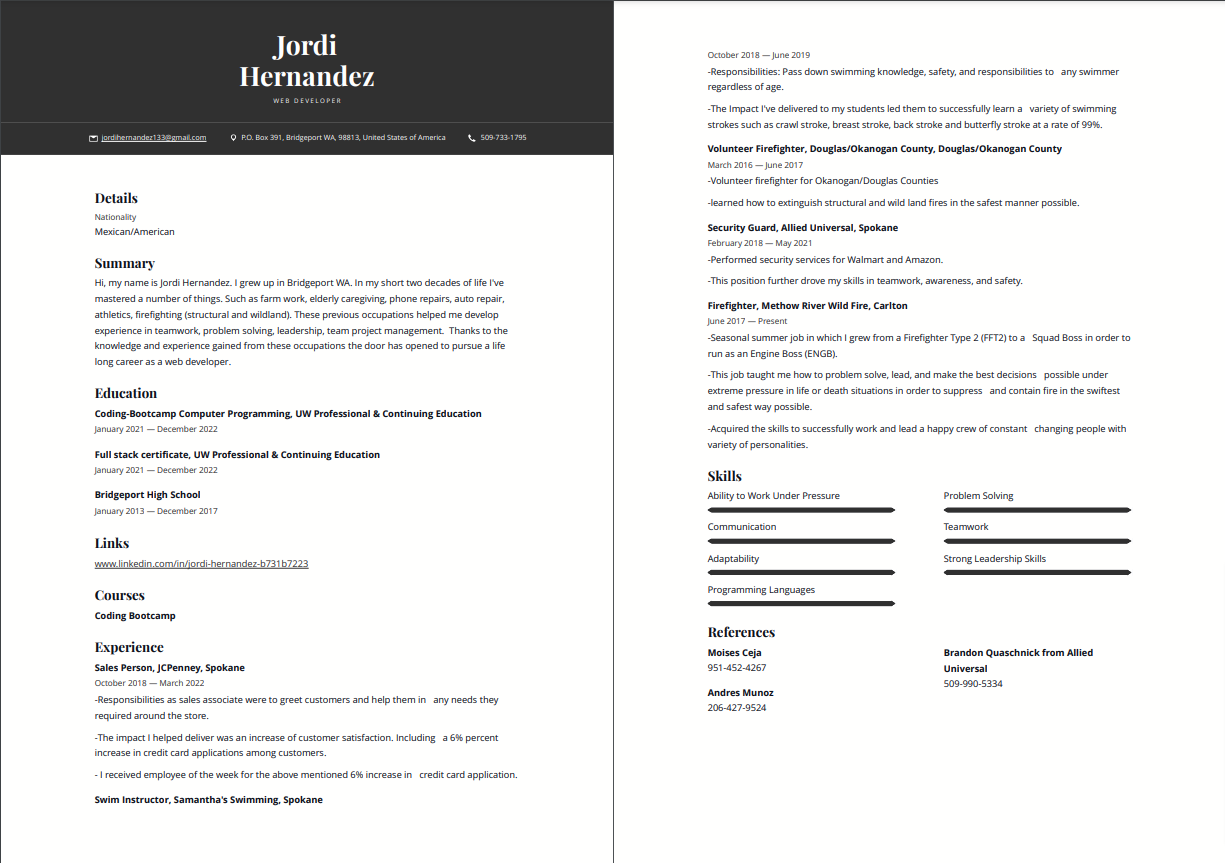 Jordi
Hernandez
WEB DEVELOPER
jordihernandez133@gmail.com
P.O. Box 391, Bridgeport WA, 98813, United States of America
509-733-1795
Details
Nationality
Mexican/American
Summary
Hi, my name is Jordi Hernandez. I grew up in Bridgeport WA. In my short two decades of life I've
mastered a number of things. Such as farm work, elderly caregiving, phone repairs, auto repair,
athletics, firefighting (structural and wildland). These previous occupations helped me develop
experience in teamwork, problem solving, leadership, team project management.  Thanks to the
knowledge and experience gained from these occupations the door has opened to pursue a life
long career as a web developer.
Education
Coding-Bootcamp Computer Programming, UW Professional & Continuing Education
January 2021 — December 2022
Full stack certificate, UW Professional & Continuing Education
January 2021 — December 2022
Bridgeport High School
January 2013 — December 2017
Links
www.linkedin.com/in/jordi-hernandez-b731b7223
Courses
Coding Bootcamp
Experience
Sales Person, JCPenney, Spokane
October 2018 — March 2022
-Responsibilities as sales associate were to greet customers and help them in   any needs they
required around the store.
-The impact I helped deliver was an increase of customer satisfaction. Including   a 6% percent
increase in credit card applications among customers.
- I received employee of the week for the above mentioned 6% increase in   credit card application.
Swim Instructor, Samantha's Swimming, Spokane
October 2018 — June 2019
-Responsibilities: Pass down swimming knowledge, safety, and responsibilities to   any swimmer
regardless of age.
-The Impact I've delivered to my students led them to successfully learn a   variety of swimming
strokes such as crawl stroke, breast stroke, back stroke and butterfly stroke at a rate of 99%.
Volunteer Firefighter, Douglas/Okanogan County, Douglas/Okanogan County
March 2016 — June 2017
-Volunteer firefighter for Okanogan/Douglas Counties
-learned how to extinguish structural and wild land fires in the safest manner possible.
Security Guard, Allied Universal, Spokane
February 2018 — May 2021
-Performed security services for Walmart and Amazon.
-This position further drove my skills in teamwork, awareness, and safety.
Firefighter, Methow River Wild Fire, Carlton
June 2017 — Present
-Seasonal summer job in which I grew from a Firefighter Type 2 (FFT2) to a   Squad Boss in order to
run as an Engine Boss (ENGB).
-This job taught me how to problem solve, lead, and make the best decisions   possible under
extreme pressure in life or death situations in order to suppress   and contain fire in the swiftest
and safest way possible.
-Acquired the skills to successfully work and lead a happy crew of constant   changing people with
variety of personalities.
Skills
Ability to Work Under Pressure
Problem Solving
Communication
Teamwork
Adaptability
Strong Leadership Skills
Programming Languages
References
Moises Ceja
951-452-4267
Brandon Quaschnick from Allied
Universal
509-990-5334
Andres Munoz
206-427-9524